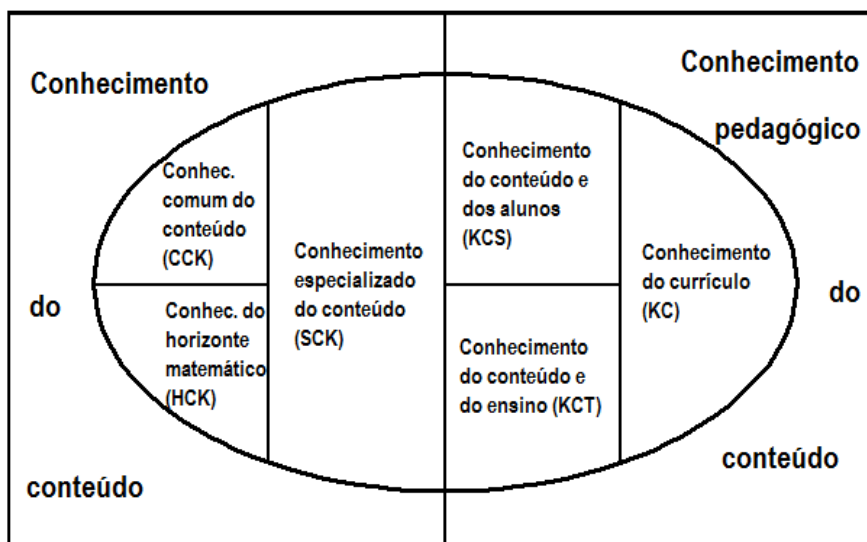 Conhecimento
do
conteúdo
Conhec.
comum do
conteúdo
(CCK)
Conhec. do
horizonte
matemático
(HCK)
Conhecimento
especializado
do conteúdo
(SCK)
Conhecimento
do conteúdo e
dos alunos
(KCS)
Conhecimento
do conteúdo e
do ensino (KCT)
Conhecimento
do currículo
(KC)
Conhecimento
pedagógico
do
conteúdo